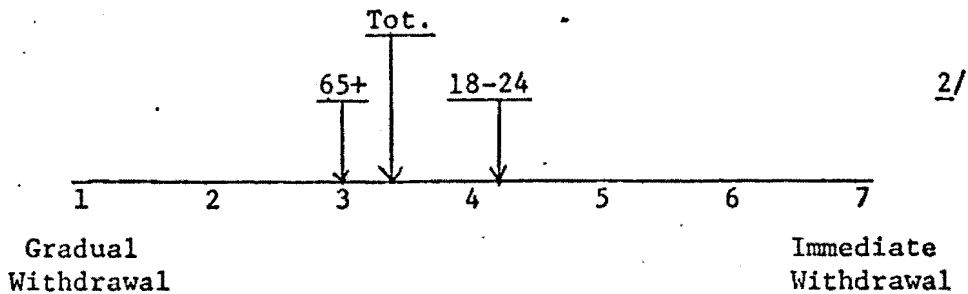 Tot.
65+ 18-24 2/
1 2 3 4 5 6 7
Gradual Immediate
Withdrawal Withdrawal